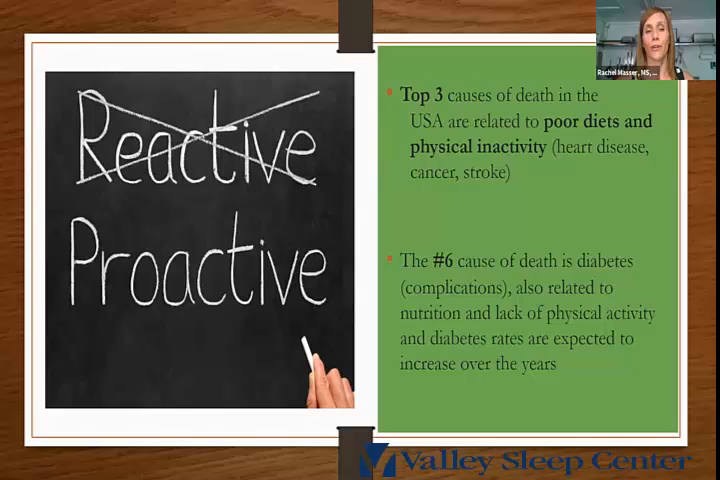 Rachel Masser, MS, ...
Reactive
Proactive
Top 3 causes of death in the
USA are related to poor diets and
physical inactivity (heart disease,
cancer, stroke)
The #6 cause of death is diabetes
(complications), also related to
nutrition and lack of physical activity
and diabetes rates are expected to
increase over the years
Valley Sleep Center